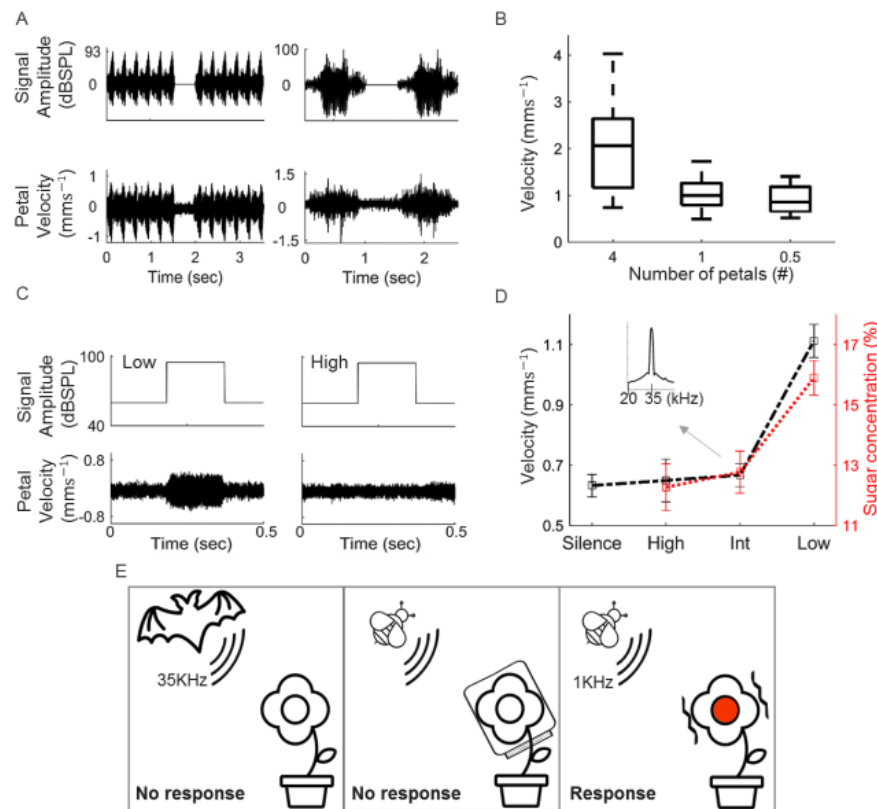 A
Signal
Amplitude
(dBSPL)
93
0
100
0
Petal
Velocity
(mms⁻¹)
1
0
-1
0 1 2 3
Time (sec)
1.5
0
-1.5
0 1 2
Time (sec)
B
Velocity (mms⁻¹)
4
3
2
1
0
4 1 0.5
Number of petals (#)
C
Signal
Amplitude
(dBSPL)
100
40
Low
High
Petal
Velocity
(mms⁻¹)
0.8
-0.8
0 0.5
Time (sec)
0 0.5
Time (sec)
D
Velocity (mms⁻¹)
1.1
0.9
0.7
0.5
20 35 (kHz)
17
15
13
11
Sugar concentration (%)
Silence High Int Low
E
35KHz
No response
No response
1KHz
Response